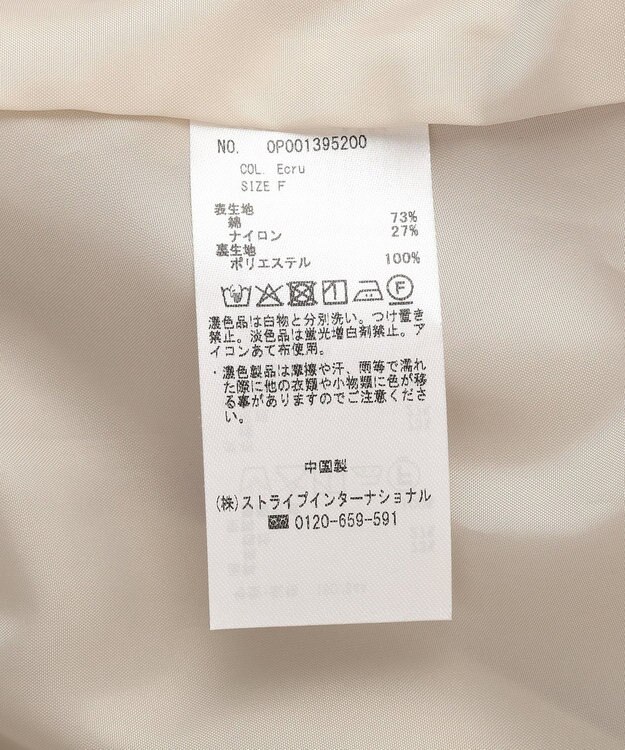 NO. OP001395200
COL. Ecru
SIZE F
表生地
綿 73%
ナイロン 27%
裏生地
ポリエステル 100%
F
濃色品は白物と分別洗い。つけ置き
禁止。淡色品は蛍光増白剤禁止。ア
イロンあて布使用。
・濃色製品は摩擦や汗、雨等で濡れ
た際に他の衣類や小物類に色が移
る事がありますのでご注意くださ
い。
中国製
(株)ストライプインターナショナル
0120-659-591